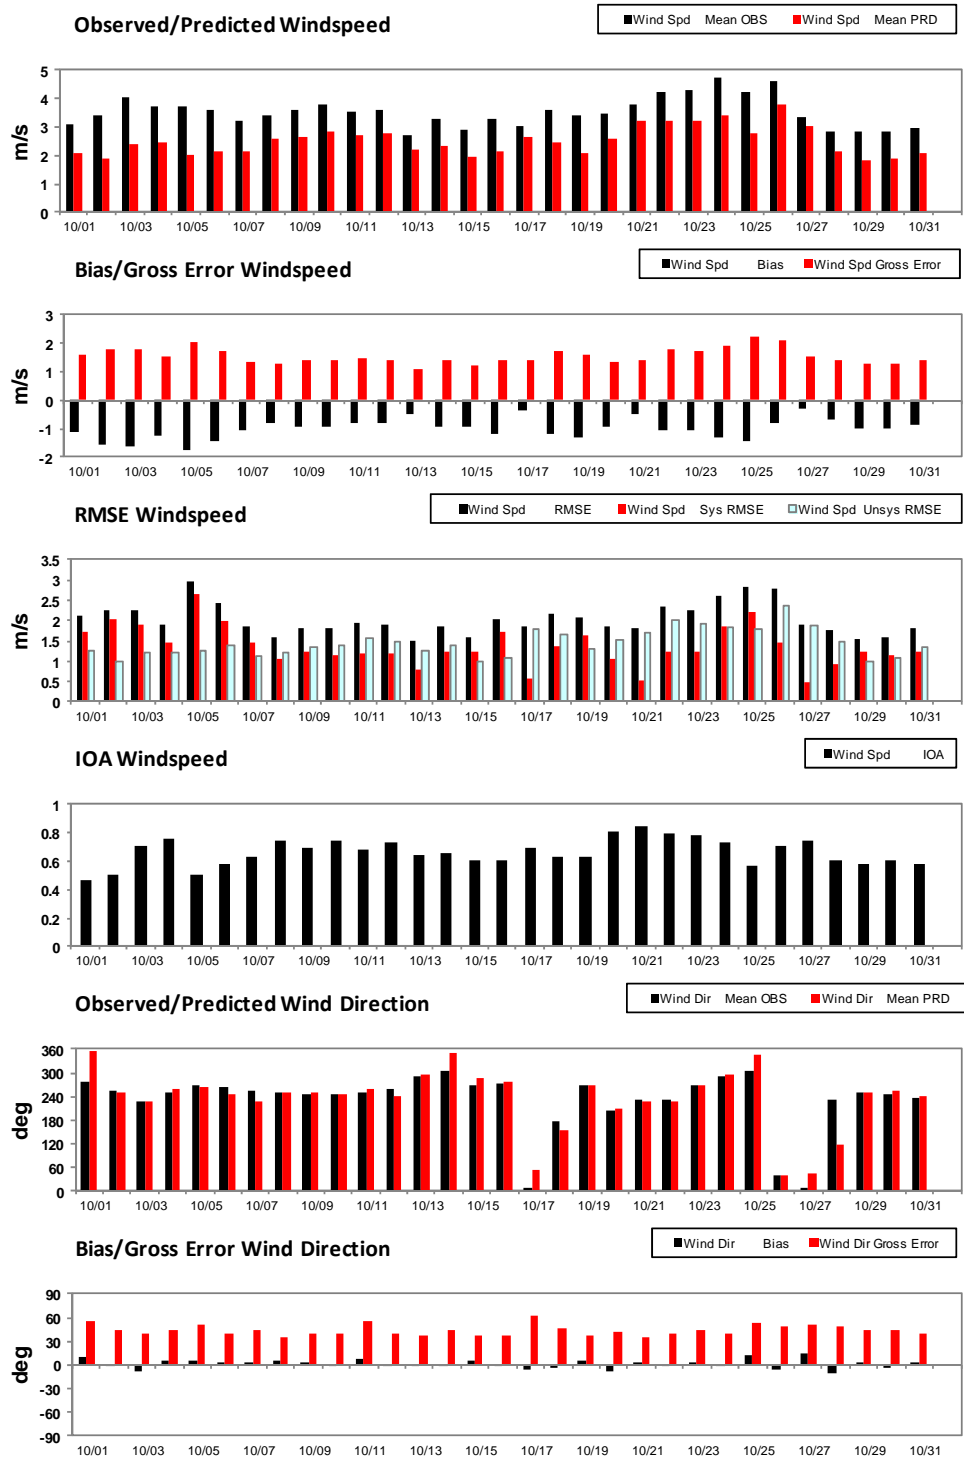 Observed/Predicted Windspeed
Wind Spd Mean OBS Wind Spd Mean PRD
m/s
5
4
3
2
1
0
10/01 10/03 10/05 10/07 10/09 10/11 10/13 10/15 10/17 10/19 10/21 10/23 10/25 10/27 10/29 10/31
Bias/Gross Error Windspeed
Wind Spd Bias Wind Spd Gross Error
m/s
3
2
1
0
-1
-2
10/01 10/03 10/05 10/07 10/09 10/11 10/13 10/15 10/17 10/19 10/21 10/23 10/25 10/27 10/29 10/31
RMSE Windspeed
Wind Spd RMSE Wind Spd Sys RMSE Wind Spd Unsys RMSE
m/s
3.5
3
2.5
2
1.5
1
0.5
0
10/01 10/03 10/05 10/07 10/09 10/11 10/13 10/15 10/17 10/19 10/21 10/23 10/25 10/27 10/29 10/31
IOA Windspeed
Wind Spd IOA
1
0.8
0.6
0.4
0.2
0
10/01 10/03 10/05 10/07 10/09 10/11 10/13 10/15 10/17 10/19 10/21 10/23 10/25 10/27 10/29 10/31
Observed/Predicted Wind Direction
Wind Dir Mean OBS Wind Dir Mean PRD
deg
360
300
240
180
120
60
0
10/01 10/03 10/05 10/07 10/09 10/11 10/13 10/15 10/17 10/19 10/21 10/23 10/25 10/27 10/29 10/31
Bias/Gross Error Wind Direction
Wind Dir Bias Wind Dir Gross Error
deg
90
60
30
0
-30
-60
-90
10/01 10/03 10/05 10/07 10/09 10/11 10/13 10/15 10/17 10/19 10/21 10/23 10/25 10/27 10/29 10/31